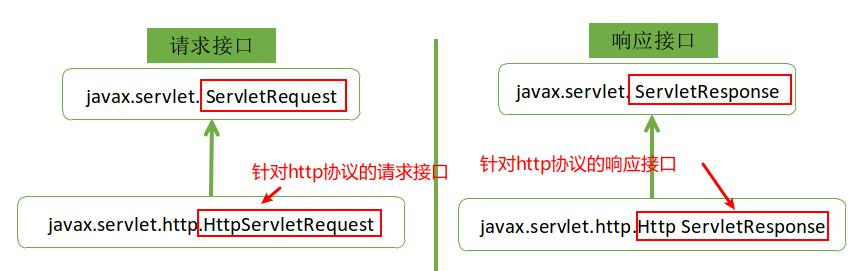 请求接口
javax.servlet. ServletRequest
针对http协议的请求接口
javax.servlet.http.HttpServletRequest
响应接口
javax.servlet. ServletResponse
针对http协议的响应接口
javax.servlet.http.Http ServletResponse